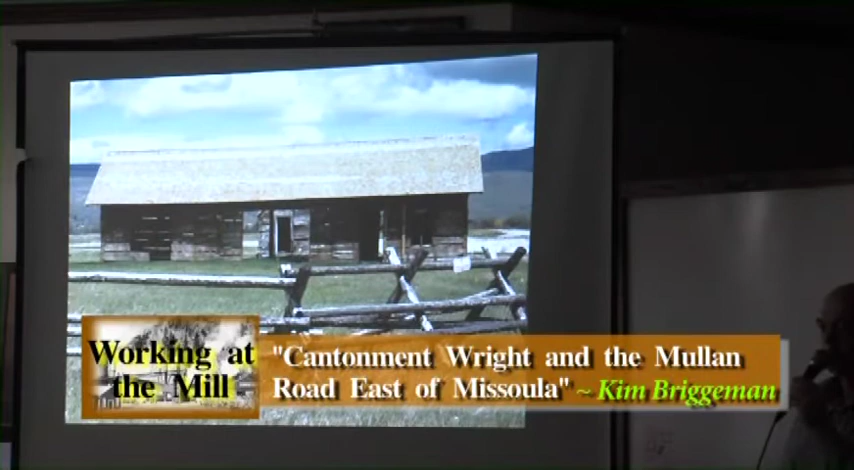 Working at
the Mill
"Cantonment Wright and the Mullan
Road East of Missoula" ~ Kim Briggeman